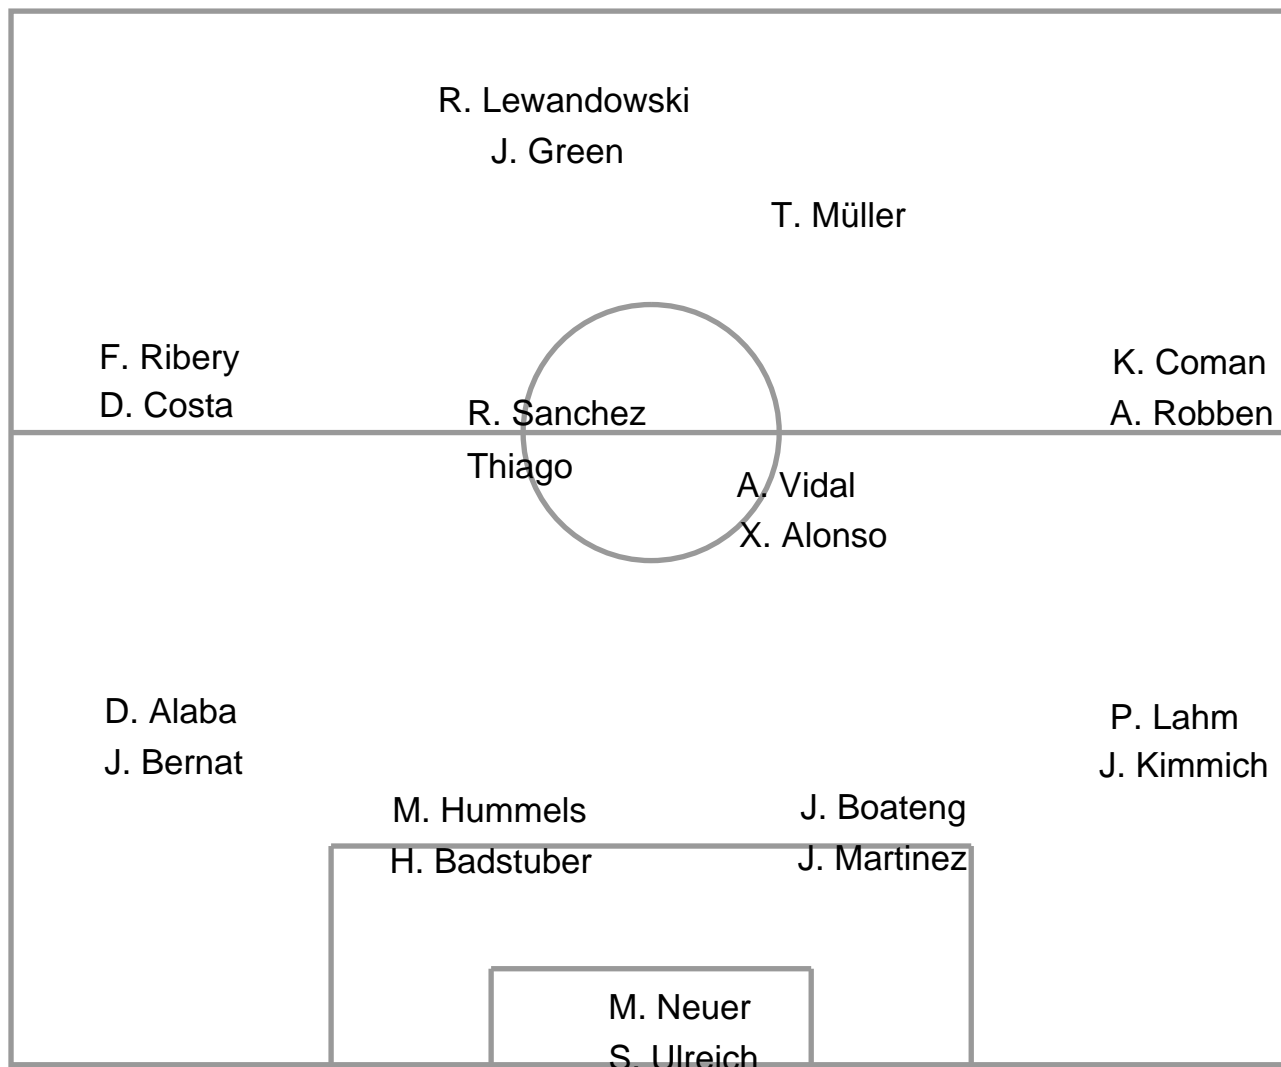 R. Lewandowski
J. Green
T. Müller
F. Ribery
D. Costa
R. Sanchez
Thiago
K. Coman
A. Robben
A. Vidal
X. Alonso
D. Alaba
J. Bernat
P. Lahm
J. Kimmich
M. Hummels
H. Badstuber
J. Boateng
J. Martinez
M. Neuer
S. Ulreich